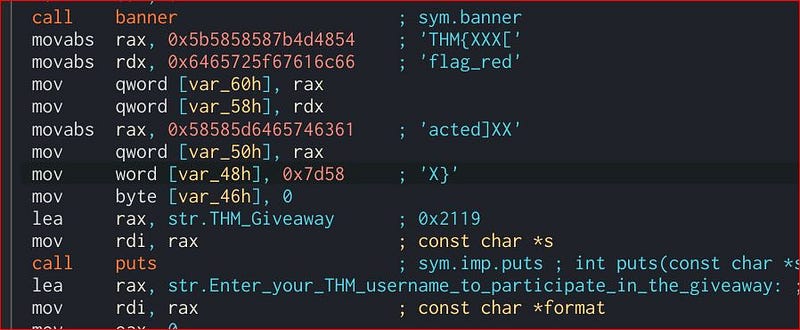 call banner ; sym.banner
movabs rax, 0x5b5858587b4d4854 ; 'THM{XXX['
movabs rdx, 0x6465725f67616c66 ; 'flag_red'
mov qword [var_60h], rax
mov qword [var_58h], rdx
movabs rax, 0x58585d6465746361 ; 'acted]XX'
mov qword [var_50h], rax
mov word [var_48h], 0x7d58 ; 'X}'
mov byte [var_46h], 0
lea rax, str.THM_Giveaway ; 0x2119
mov rdi, rax ; const char *s
call puts ; sym.imp.puts ; int puts(const char *s
lea rax, str.Enter_your_THM_username_to_participate_in_the_giveaway: ;
mov rdi, rax ; const char *format
mov eax, 0